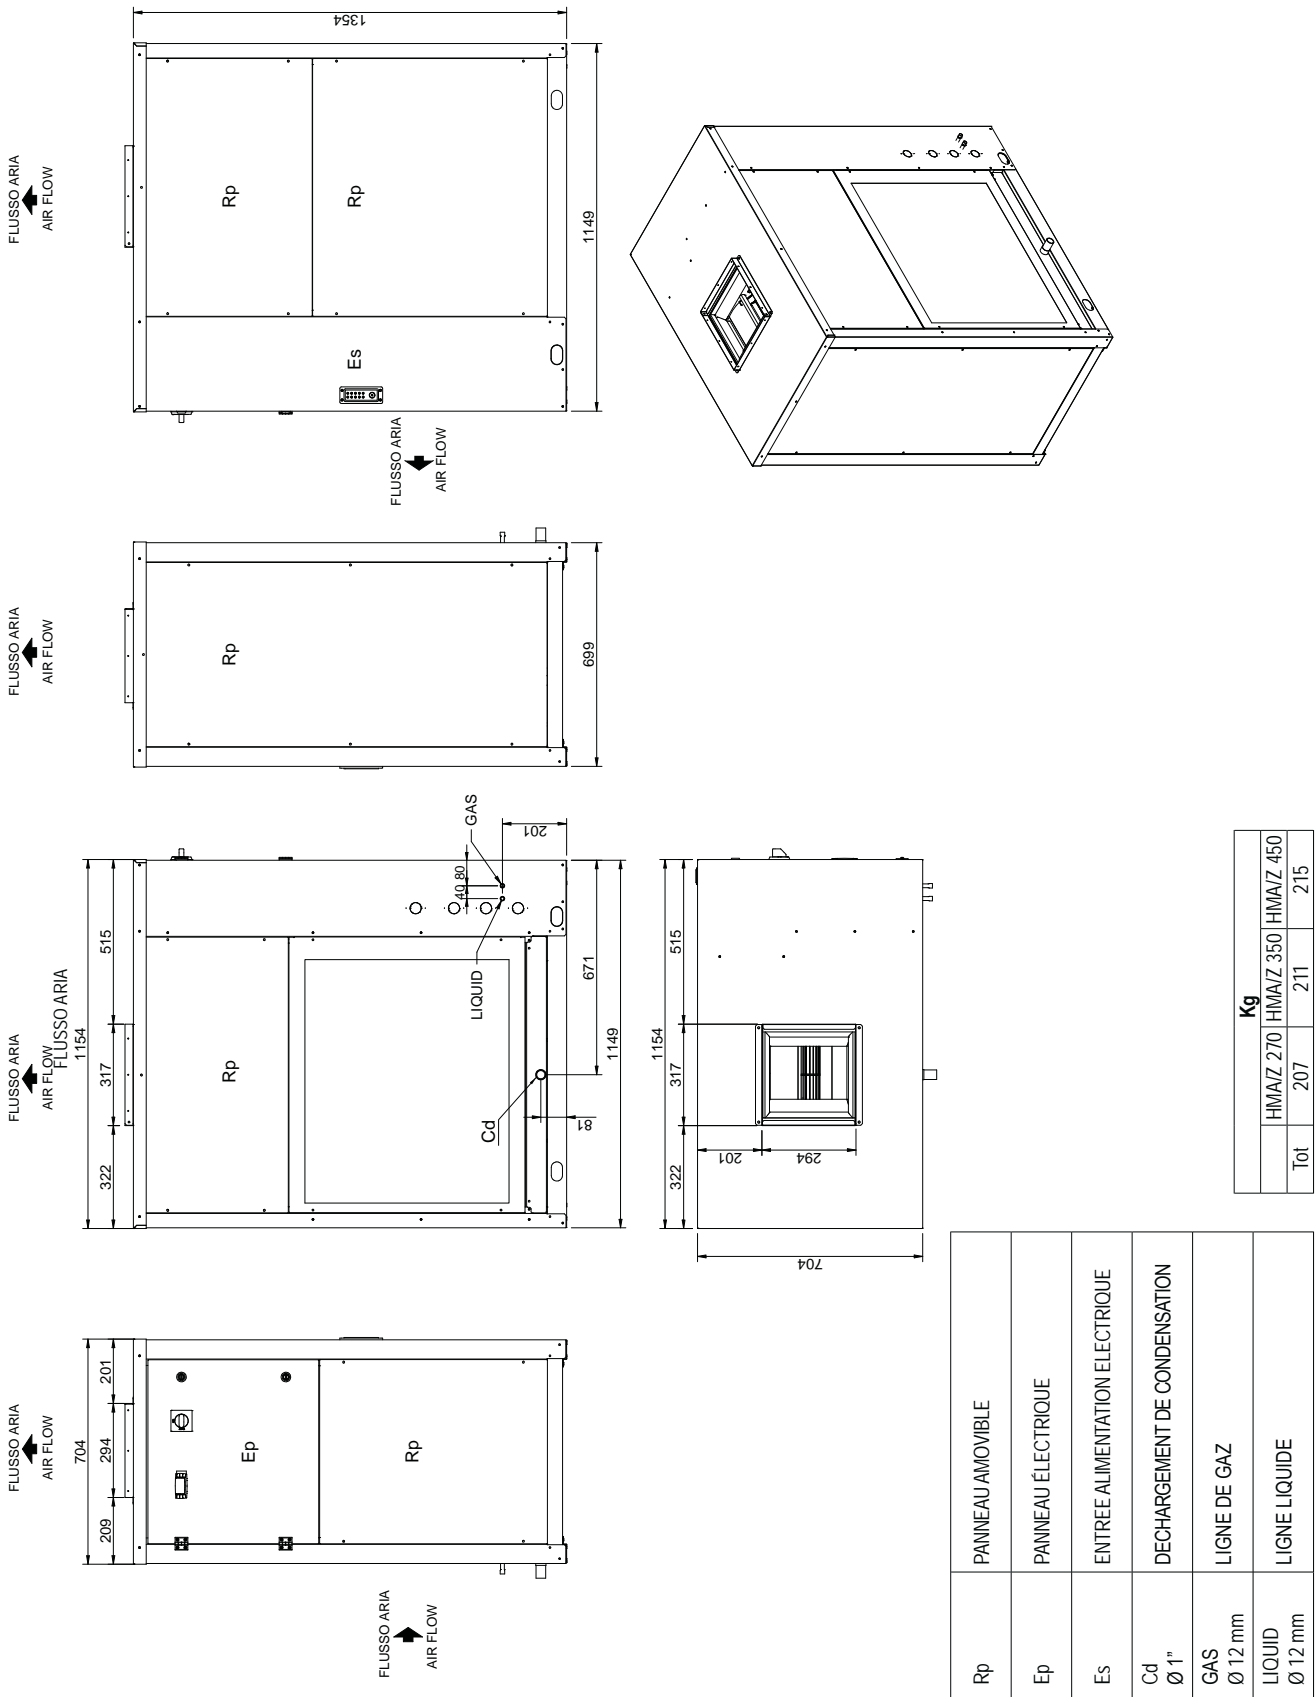 FLUSSO ARIA
AIR FLOW
704
209
294
201
Ep
Rp
FLUSSO ARIA
AIR FLOW
FLUSSO ARIA
AIR FLOW
FLUSSO ARIA
1154
322
317
515
Rp
LIQUID
GAS
40
80
201
Cd
81
671
1149
FLUSSO ARIA
AIR FLOW
Rp
699
FLUSSO ARIA
AIR FLOW
1354
Rp
Rp
Es
1149
FLUSSO ARIA
AIR FLOW
1154
322
317
515
201
294
704
Rp PANNEAU AMOVIBLE
Ep PANNEAU ÉLECTRIQUE
Es ENTREE ALIMENTATION ELECTRIQUE
Cd DECHARGEMENT DE CONDENSATION
Ø 1"
GAS LIGNE DE GAZ
Ø 12 mm
LIQUID LIGNE LIQUIDE
Ø 12 mm
Kg
HMA/Z 270 HMA/Z 350 HMA/Z 450
Tot 207 211 215